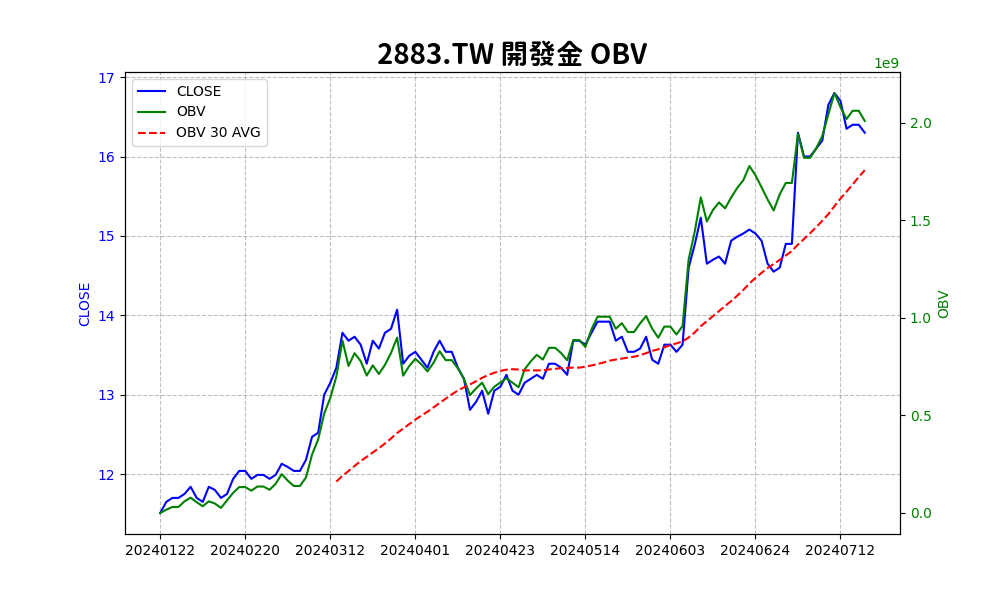 2883.TW 開發金 OBV
1e9
CLOSE
OBV
OBV 30 AVG
17
16
15
14
13
12
CLOSE
2.0
1.5
1.0
0.5
0.0
OBV
20240122 20240220 20240312 20240401 20240423 20240514 20240603 20240624 20240712